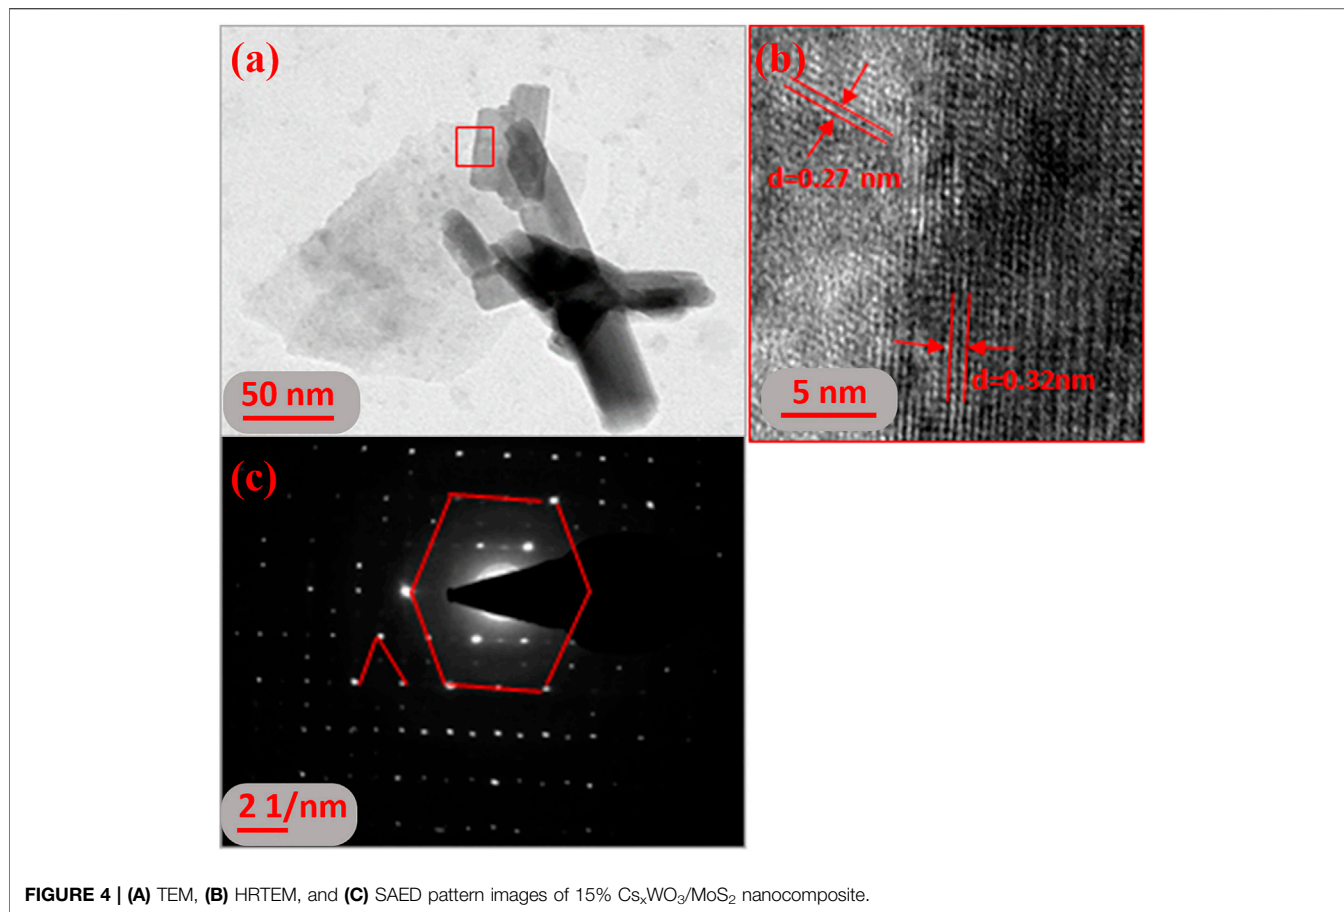 (a)
50 nm
(b)
d=0.27 nm
d=0.32nm
5 nm
(c)
2 1/nm
FIGURE 4 | (A) TEM, (B) HRTEM, and (C) SAED pattern images of 15% CsₓWO₃/MoS₂ nanocomposite.